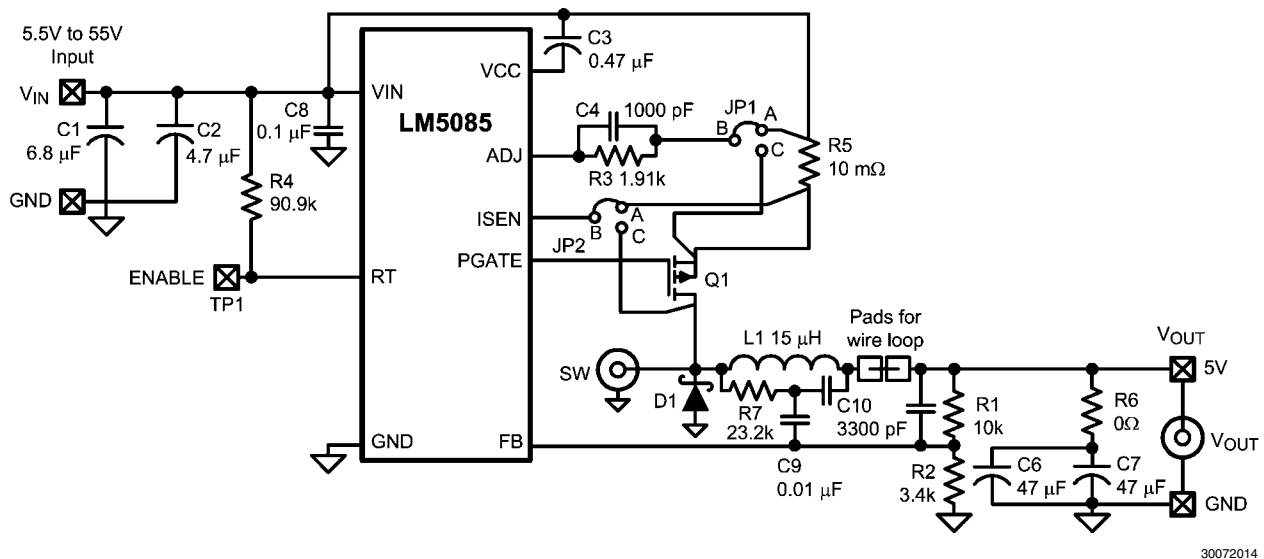 5.5V to 55V
Input
VIN
GND
C1
6.8 µF
C2
4.7 µF
R4
90.9k
ENABLE
TP1
C8
0.1 µF
LM5085
VIN
RT
GND
VCC
ADJ
ISEN
PGATE
FB
C3
0.47 µF
C4
1000 pF
R3 1.91k
JP1
A
B
C
R5
10 mΩ
A
B
C
JP2
Q1
SW
D1
L1 15 µH
R7
23.2k
C10
3300 pF
C9
0.01 µF
Pads for
wire loop
R1
10k
R2
3.4k
R6
0Ω
C6
47 µF
C7
47 µF
VOUT
5V
VOUT
GND
30072014